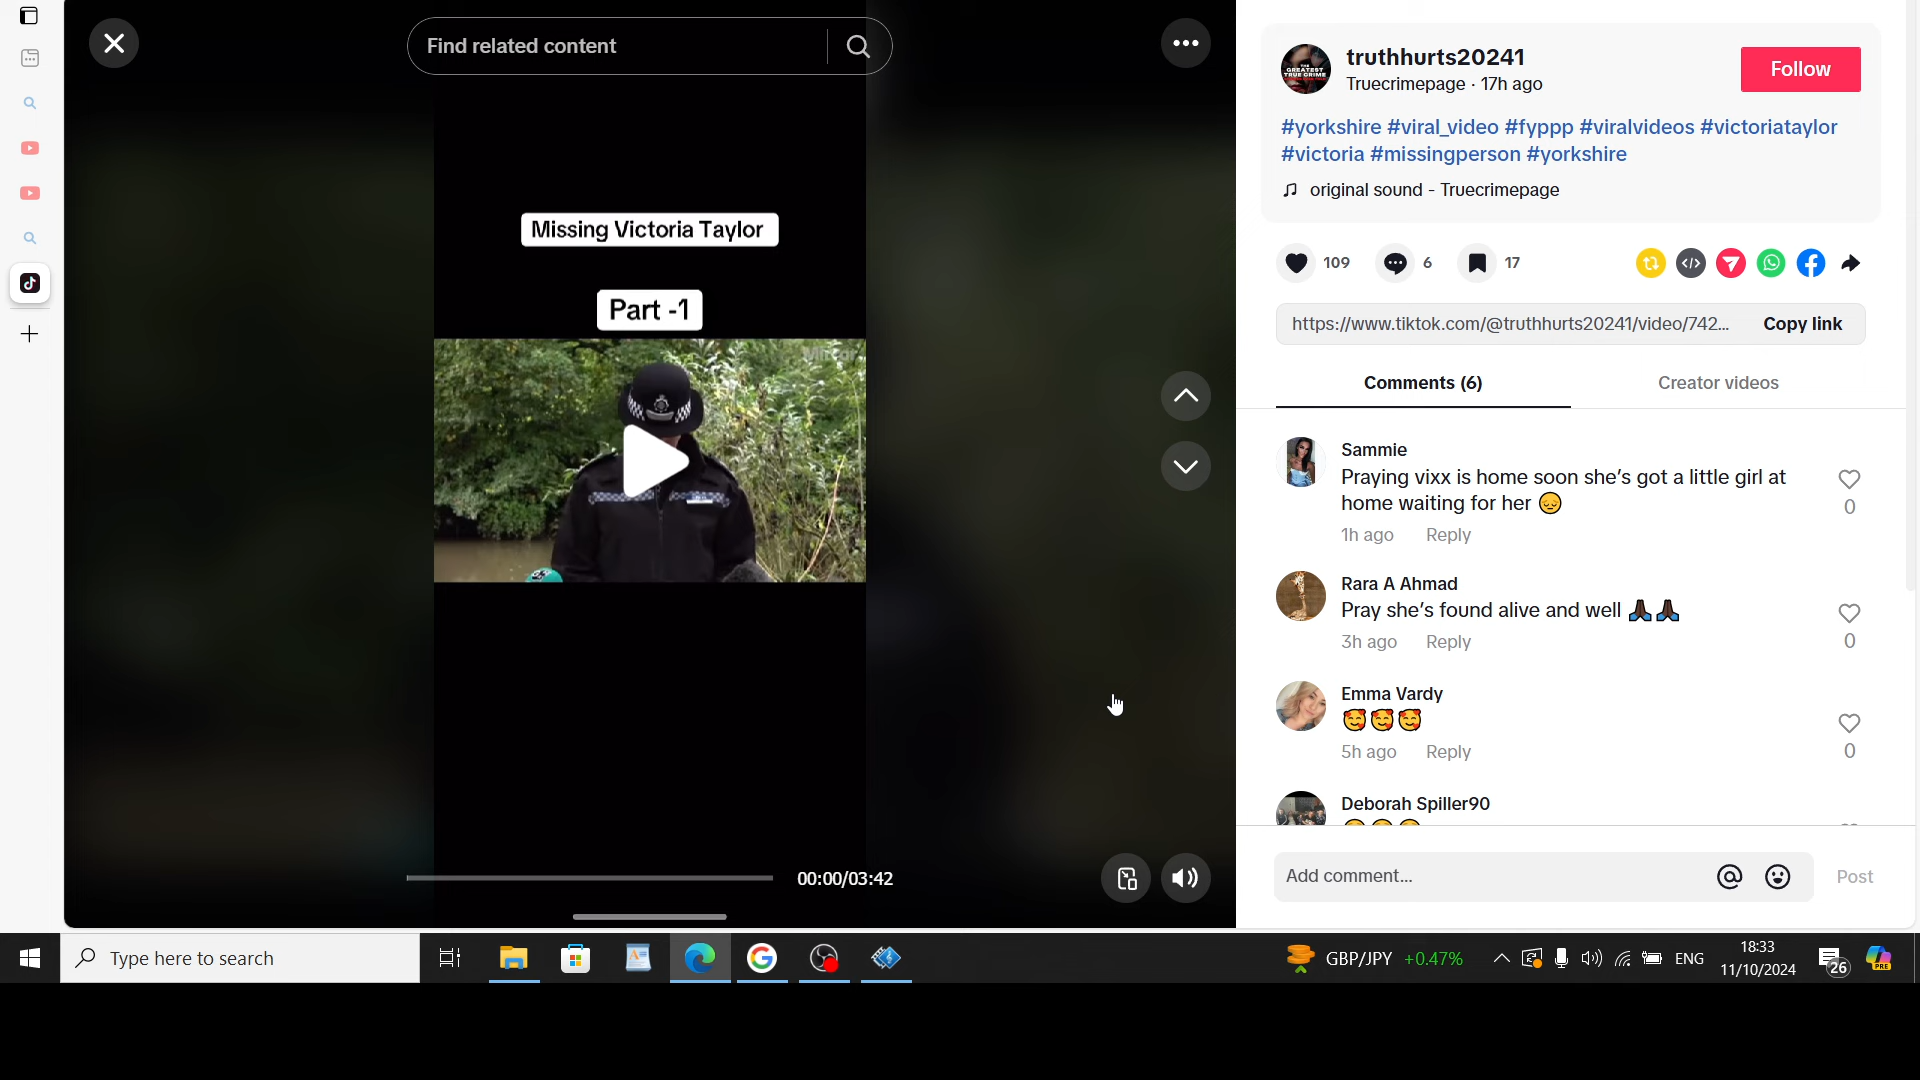 Find related content
Missing Victoria Taylor
Part -1
Mirror
00:00/03:42
truthhurts20241
Truecrimepage · 17h ago
Follow
#yorkshire #viral_video #fyppp #viralvideos #victoriataylor
#victoria #missingperson #yorkshire
original sound - Truecrimepage
109
6
17
https://www.tiktok.com/@truthhurts20241/video/742...
Copy link
Comments (6)
Creator videos
Sammie
Praying vixx is home soon she's got a little girl at
home waiting for her 😔
0
1h ago Reply
Rara A Ahmad
Pray she's found alive and well 🙏🏿🙏🏿
3h ago Reply
0
Emma Vardy
🥰🥰🥰
5h ago Reply
0
Deborah Spiller90
Add comment...
Post
Type here to search
GBP/JPY +0.47%
ENG
18:33
11/10/2024
26
PRE